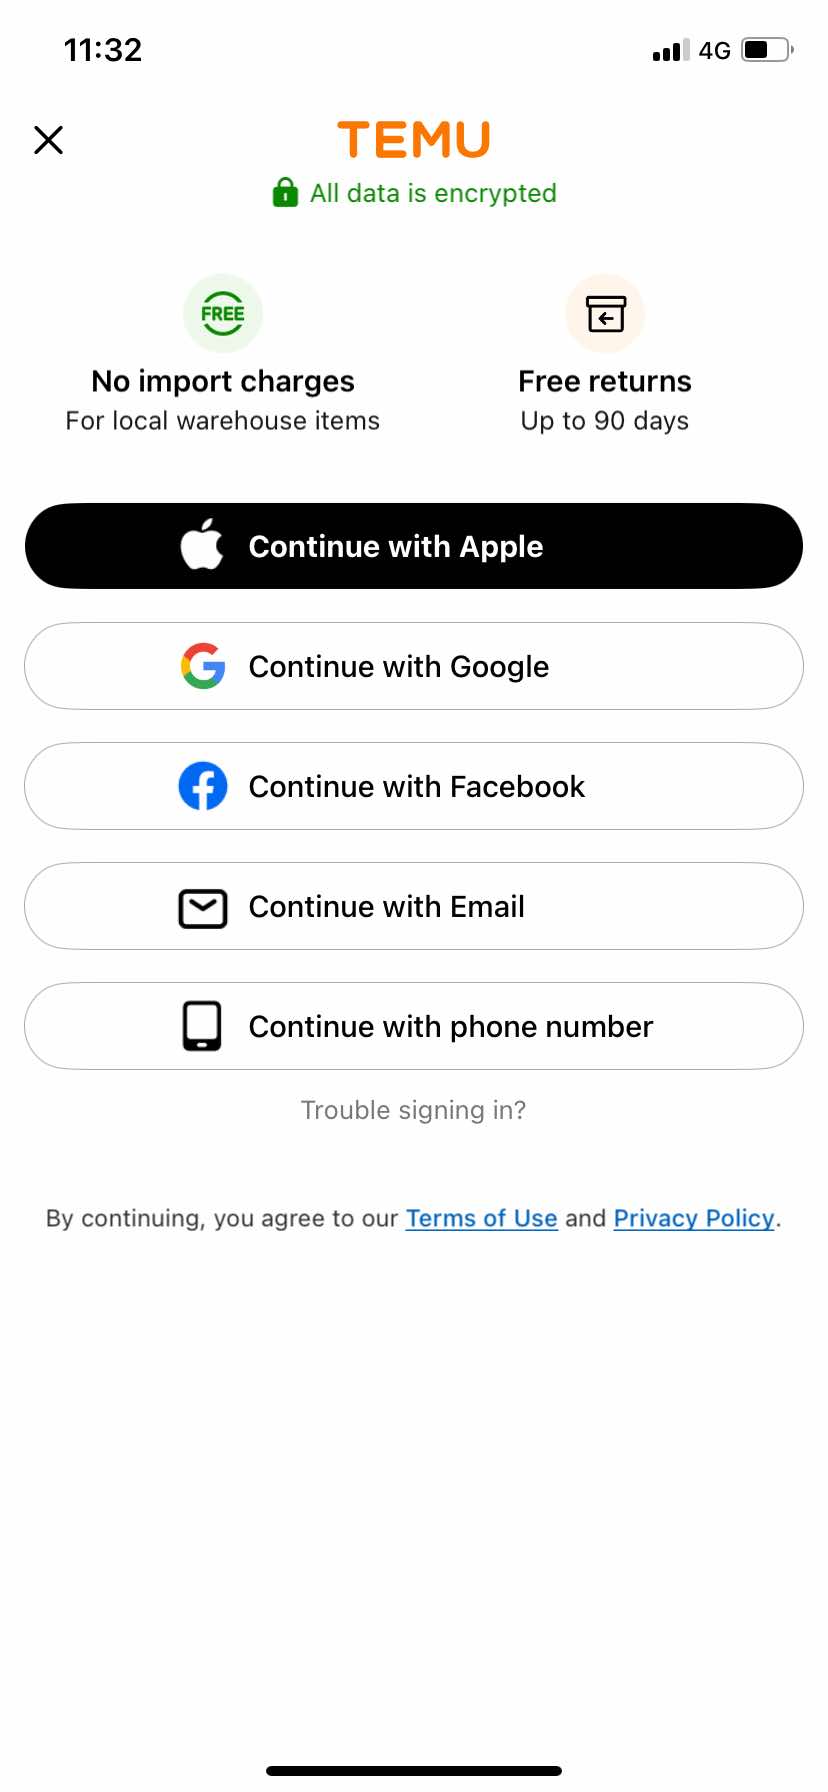 11:32
4G
TEMU
All data is encrypted
FREE
No import charges
For local warehouse items
Free returns
Up to 90 days
Continue with Apple
Continue with Google
Continue with Facebook
Continue with Email
Continue with phone number
Trouble signing in?
By continuing, you agree to our Terms of Use and Privacy Policy.